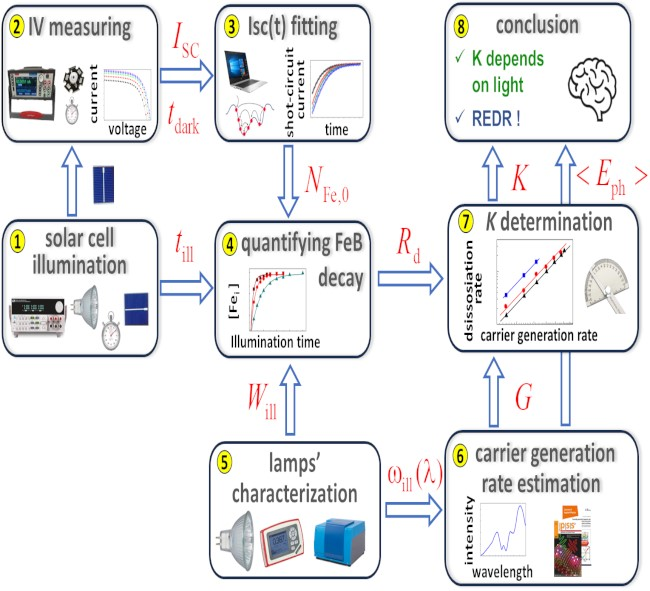 2 IV measuring
current
voltage
I_SC
t_dark
3 Isc(t) fitting
shot-circuit
current
time
8 conclusion
✓ K depends
on light
✓ REDR !
N_Fe,0
K
< E_ph >
1 solar cell
illumination
t_ill
4 quantifying FeB
decay
[Fe_i]
Illumination time
R_d
7 K determination
dsissosiation
rate
carrier generation rate
W_ill
G
5 lamps'
characterization
ω_ill(λ)
6 carrier generation
rate estimation
intensity
wavelength